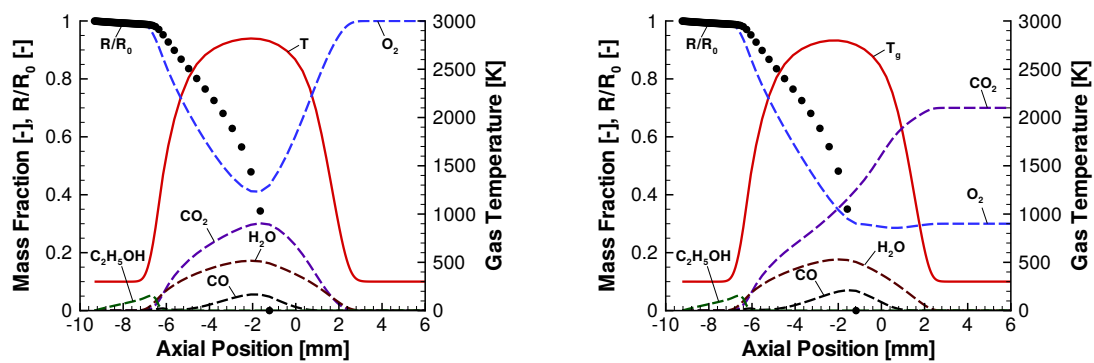 Mass Fraction [-], R/R₀ [-]
1
0.8
0.6
0.4
0.2
0
R/R₀
T
O₂
CO₂
H₂O
C₂H₅OH
CO
3000
2500
2000
1500
1000
500
0
Gas Temperature [K]
-10 -8 -6 -4 -2 0 2 4 6
Axial Position [mm]
Mass Fraction [-], R/R₀ [-]
1
0.8
0.6
0.4
0.2
0
R/R₀
T_g
CO₂
O₂
H₂O
C₂H₅OH
CO
3000
2500
2000
1500
1000
500
0
Gas Temperature [K]
-10 -8 -6 -4 -2 0 2 4 6
Axial Position [mm]